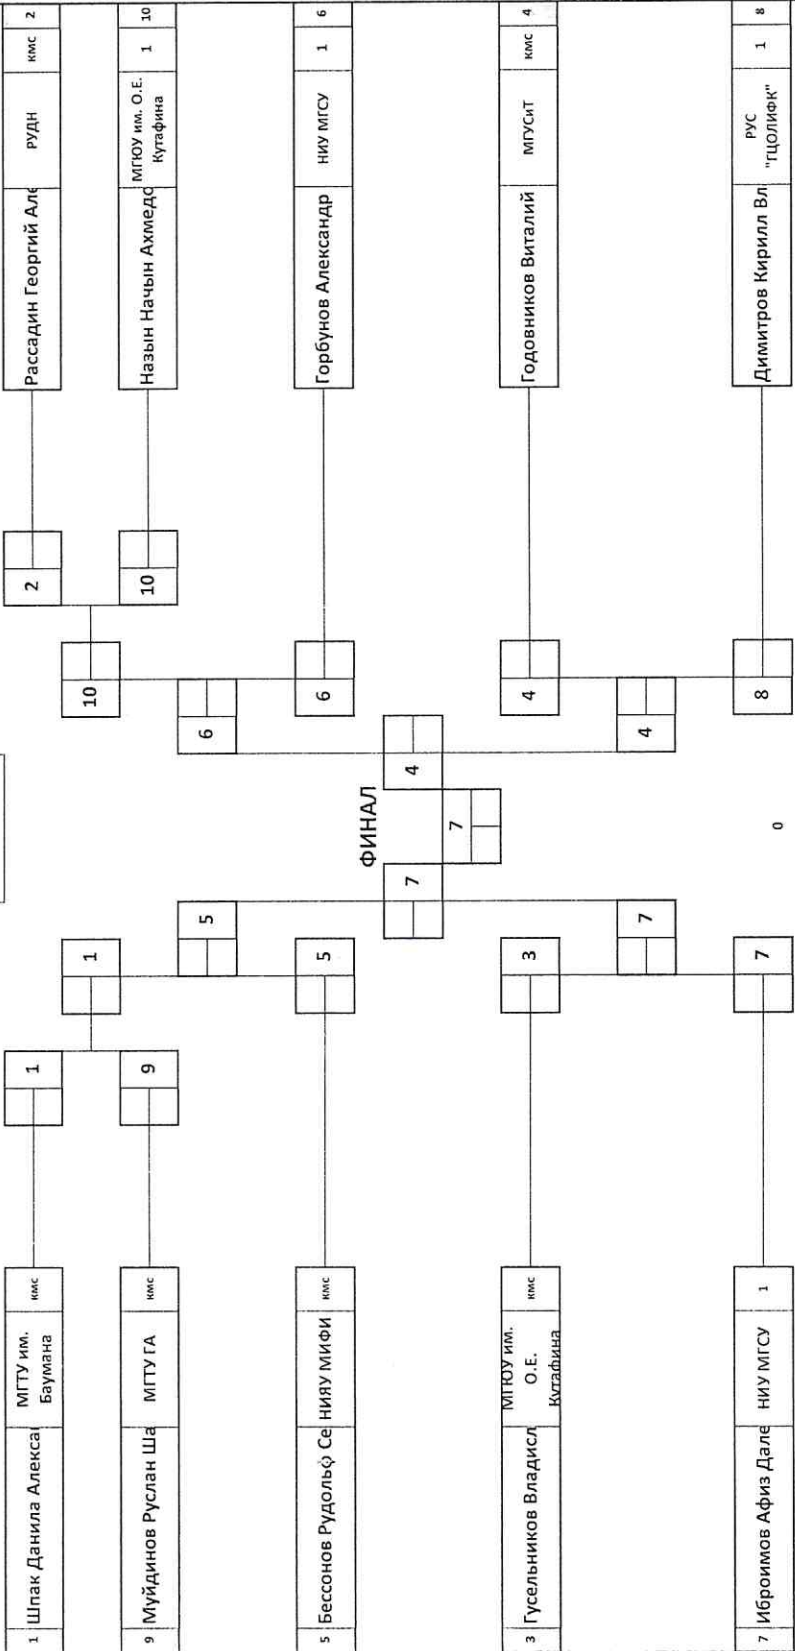 1 Шпак Данила Алекса МГТУ им. Баумана кмс
1
9 Муйдинов Руслан Ша МГТУ ГА кмс
9
1
5
5 Бессонов Рудольф Се НИЯУ МИФИ кмс
5
ФИНАЛ
7
7
4
3 Гусельников Владисл МГЮУ им. О.Е. Кутафина кмс
3
7
7 Иброимов Афиз Дале НИУ МГСУ 1
7
0
2
Рассадин Георгий Але РУДН кмс 2
10
10
Назын Начын Ахмедо МГЮУ им. О.Е. Кутафина 1 10
6
6
Горбунов Александр НИУ МГСУ 1 6
4
Годовников Виталий МГУСиТ кмс 4
4
8
Димитров Кирилл Вл РУС "ГЦОЛИФК" 1 8